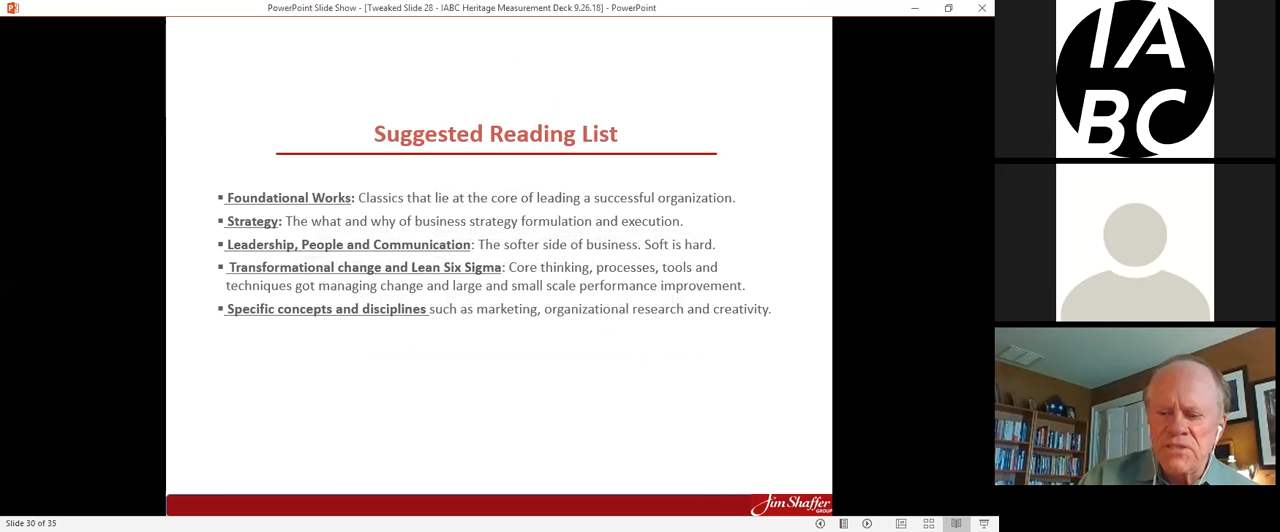 PowerPoint Slide Show - [Tweaked Slide 28 - IABC Heritage Measurement Deck 9.26.18] - PowerPoint
IA
BC
Suggested Reading List
▪ Foundational Works: Classics that lie at the core of leading a successful organization.
▪ Strategy: The what and why of business strategy formulation and execution.
▪ Leadership, People and Communication: The softer side of business. Soft is hard.
▪ Transformational change and Lean Six Sigma: Core thinking, processes, tools and
techniques got managing change and large and small scale performance improvement.
▪ Specific concepts and disciplines such as marketing, organizational research and creativity.
Jim Shaffer
GROUP
Slide 30 of 35